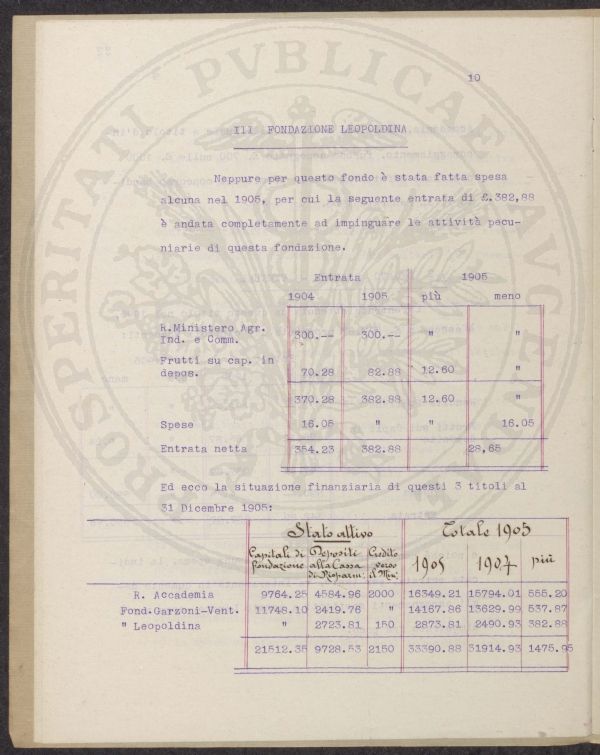 10
III FONDAZIONE LEOPOLDINA
Neppure per questo fondo è stata fatta spesa
alcuna nel 1905, per cui la seguente entrata di £.382,88
è andata completamente ad impinguare le attività pecu-
niarie di questa fondazione.
Entrata 1905
1904 1905 più meno
R.Ministero Agr.
Ind. e Comm. 300.-- 300.-- " "
Frutti su cap. in
depos. 70.28 82.88 12.60 "
370.28 382.88 12.60 "
Spese 16.05 " " 16.05
Entrata netta 354.23 382.88 28,65
Ed ecco la situazione finanziaria di questi 3 titoli al
31 Dicembre 1905:
Stato attivo Totale 1905
Capitali di Depositi Credito
fondazione alla Cassa verso 1905 1904 più
di Risparm. il Min.
R. Accademia 9764.25 4584.96 2000 16349.21 15794.01 555.20
Fond.Garzoni-Vent. 11748.10 2419.76 " 14167.86 13629.99 537.87
" Leopoldina " 2723.81 150 2873.81 2490.93 382.88
21512.35 9728.53 2150 33390.88 31914.93 1475.95
PROSPERITATI PVBLICAE AVGENDAE